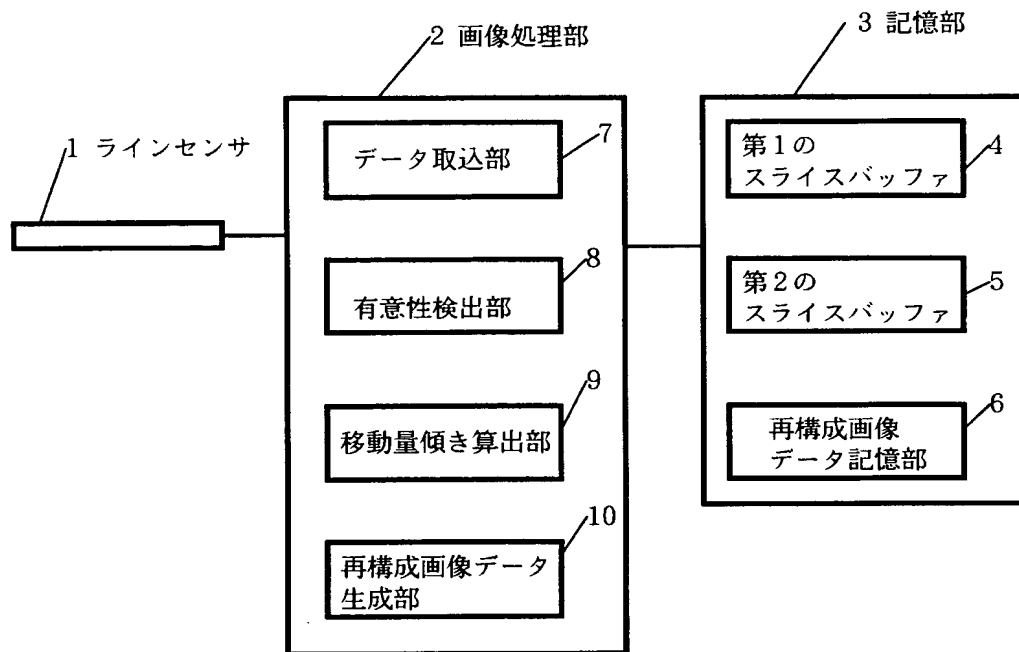 2 画像処理部
3 記憶部
1 ラインセンサ
7
データ取込部
8
有意性検出部
9
移動量傾き算出部
10
再構成画像データ
生成部
第1の
スライスバッファ
4
第2の
スライスバッファ
5
6
再構成画像
データ記憶部